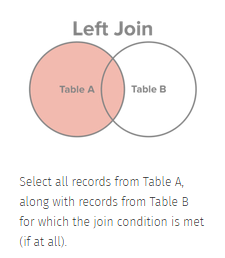 Left Join
Table A
Table B
Select all records from Table A,
along with records from Table B
for which the join condition is met
(if at all).